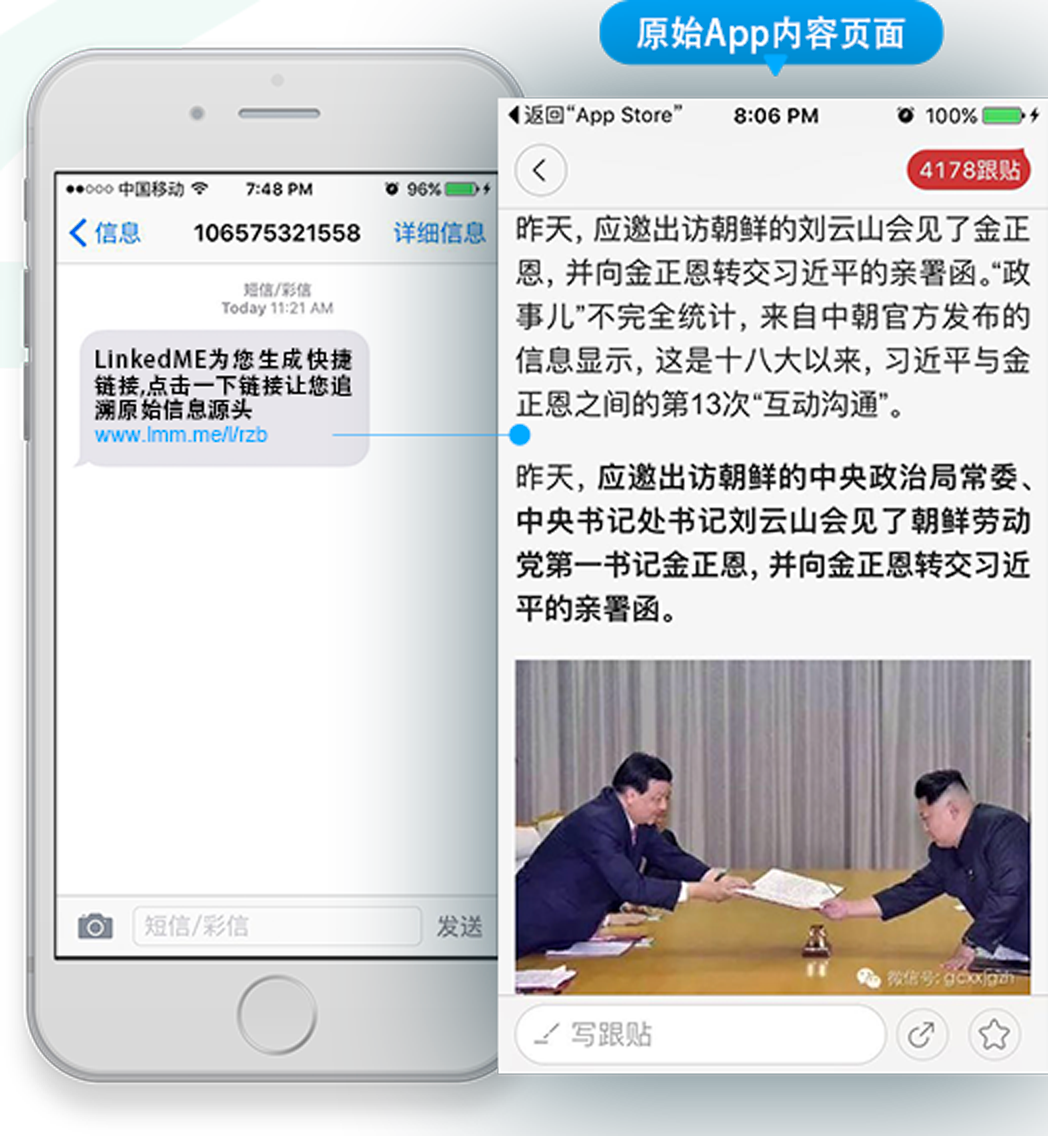 原始App内容页面
中国移动 7:48 PM 96%
信息 106575321558 详细信息
短信/彩信
Today 11:21 AM
LinkedME为您生成快捷
链接,点击一下链接让您追
溯原始信息源头
www.lmm.me/l/rzb
短信/彩信 发送
返回“App Store” 8:06 PM 100%
4178跟贴
昨天, 应邀出访朝鲜的刘云山会见了金正
恩, 并向金正恩转交习近平的亲署函。“政
事儿”不完全统计, 来自中朝官方发布的
信息显示, 这是十八大以来, 习近平与金
正恩之间的第13次“互动沟通”。
昨天, 应邀出访朝鲜的中央政治局常委、
中央书记处书记刘云山会见了朝鲜劳动
党第一书记金正恩, 并向金正恩转交习近
平的亲署函。
微信号:
写跟贴